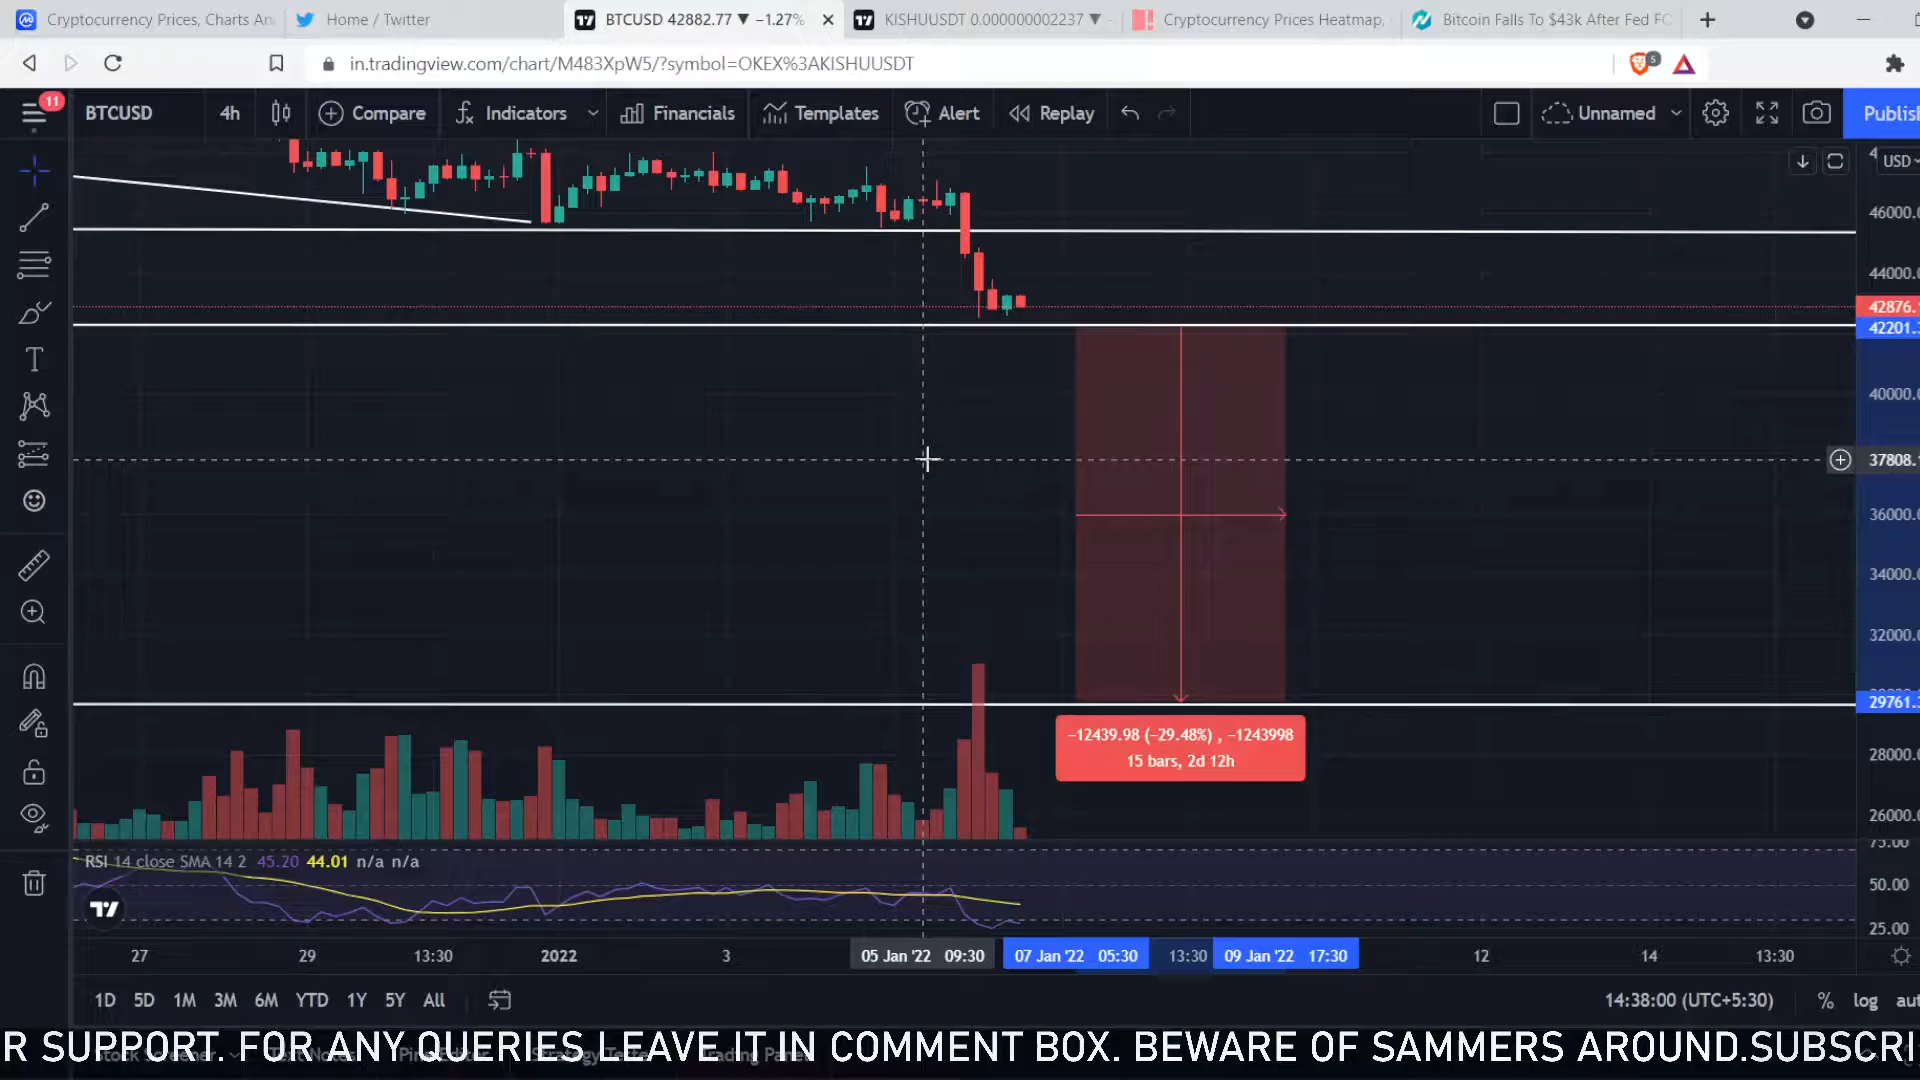 Cryptocurrency Prices, Charts An
Home / Twitter
BTCUSD 42882.77 ▼ −1.27%
KISHUUSDT 0.000000002237 ▼
Cryptocurrency Prices Heatmap,
Bitcoin Falls To $43k After Fed FO
in.tradingview.com/chart/M483XpW5/?symbol=OKEX%3AKISHUUSDT
5
11
BTCUSD
4h
Compare
Indicators
Financials
Templates
Alert
Replay
Unnamed
Publish
USD
46000.
44000.
42876.
42201.
40000.
37808.
36000.
34000.
32000.
29761.
28000.
26000.
−12439.98 (−29.48%) , −1243998
15 bars, 2d 12h
RSI 14 close SMA 14 2 45.20 44.01 n/a n/a
75.00
50.00
25.00
27
29
13:30
2022
3
05 Jan '22 09:30
07 Jan '22 05:30
13:30
09 Jan '22 17:30
12
14
13:30
1D 5D 1M 3M 6M YTD 1Y 5Y All
14:38:00 (UTC+5:30)
% log aut
R SUPPORT. FOR ANY QUERIES LEAVE IT IN COMMENT BOX. BEWARE OF SAMMERS AROUND.SUBSCRI